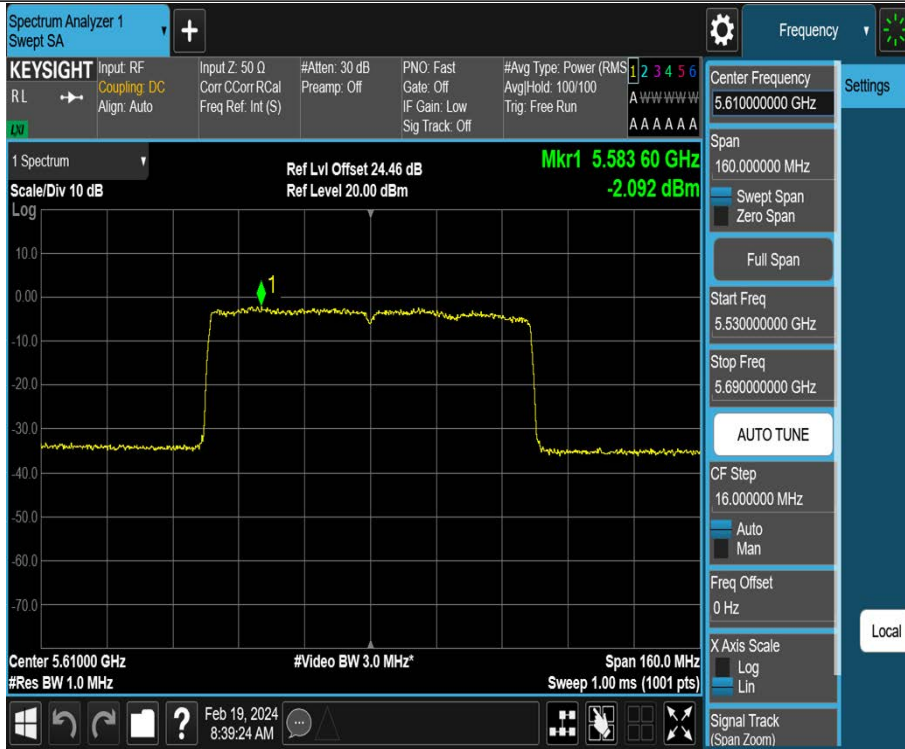 Spectrum Analyzer 1
Swept SA
+
Frequency
KEYSIGHT
R L
LXI
Input: RF
Coupling: DC
Align: Auto
Input Z: 50 Ω
Corr CCorr RCal
Freq Ref: Int (S)
#Atten: 30 dB
Preamp: Off
PNO: Fast
Gate: Off
IF Gain: Low
Sig Track: Off
#Avg Type: Power (RMS
Avg|Hold: 100/100
Trig: Free Run
1 2 3 4 5 6
A W W W W W
A A A A A A
1 Spectrum
Scale/Div 10 dB
Log
Ref Lvl Offset 24.46 dB
Ref Level 20.00 dBm
Mkr1 5.583 60 GHz
-2.092 dBm
1
10.0
0.00
-10.0
-20.0
-30.0
-40.0
-50.0
-60.0
-70.0
Center 5.61000 GHz
#Res BW 1.0 MHz
#Video BW 3.0 MHz*
Span 160.0 MHz
Sweep 1.00 ms (1001 pts)
Feb 19, 2024
8:39:24 AM
?
Center Frequency
5.610000000 GHz
Settings
Span
160.000000 MHz
Swept Span
Zero Span
Full Span
Start Freq
5.530000000 GHz
Stop Freq
5.690000000 GHz
AUTO TUNE
CF Step
16.000000 MHz
Auto
Man
Freq Offset
0 Hz
Local
X Axis Scale
Log
Lin
Signal Track
(Span Zoom)